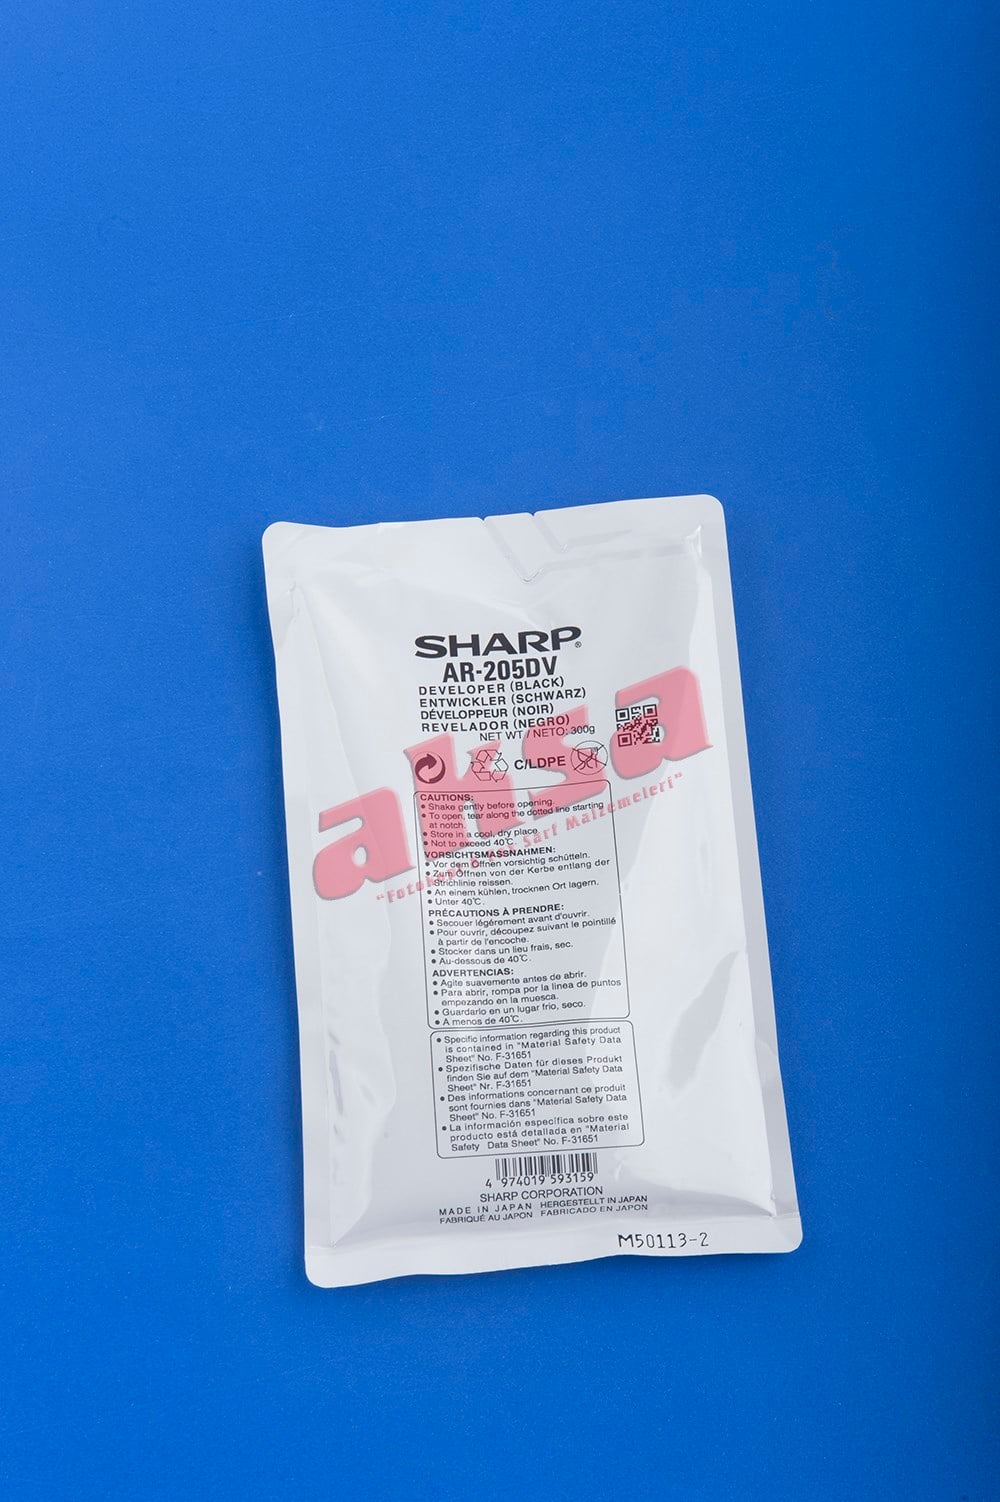 SHARP®
AR-205DV
DEVELOPER (BLACK)
ENTWICKLER (SCHWARZ)
DÉVELOPPEUR (NOIR)
REVELADOR (NEGRO)
NET WT / NETO: 300g
C/LDPE
aksa
"Fotokopi Sarf Malzemeleri"
CAUTIONS:
• Shake gently before opening.
• To open, tear along the dotted line starting
at notch.
• Store in a cool, dry place.
• Not to exceed 40℃.
VORSICHTSMASSNAHMEN:
• Vor dem Öffnen vorsichtig schütteln.
• Zum Öffnen von der Kerbe entlang der
Strichlinie reissen.
• An einem kühlen, trocknen Ort lagern.
• Unter 40℃.
PRÉCAUTIONS À PRENDRE:
• Secouer légérement avant d'ouvrir.
• Pour ouvrir, découpez suivant le pointillé
à partir de l'encoche.
• Stocker dans un lieu frais, sec.
• Au-dessous de 40℃.
ADVERTENCIAS:
• Agite suavemente antes de abrir.
• Para abrir, rompa por la linea de puntos
empezando en la muesca.
• Guardarlo en un lugar frio, seco.
• A menos de 40℃.
• Specific information regarding this product
is contained in "Material Safety Data
Sheet" No. F-31651
• Spezifische Daten für dieses Produkt
finden Sie auf dem "Material Safety Data
Sheet" Nr. F-31651
• Des informations concernant ce produit
sont fournies dans "Material Safety Data
Sheet" No. F-31651
• La información específica sobre este
producto está detallada en "Material
Safety Data Sheet" No. F-31651
4 974019 593159
SHARP CORPORATION
MADE IN JAPAN HERGESTELLT IN JAPAN
FABRIQUÉ AU JAPON FABRICADO EN JAPON
M50113-2